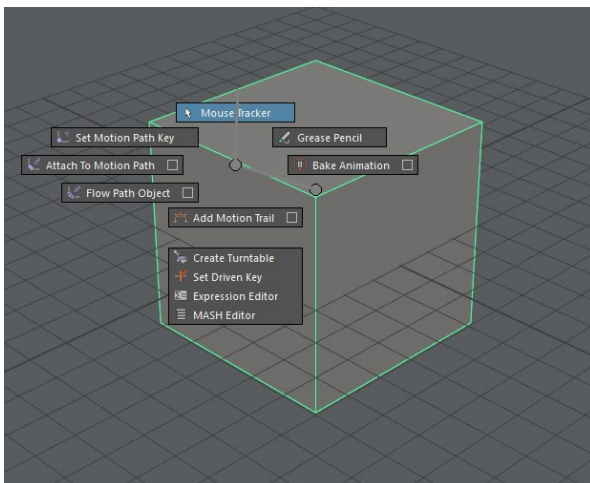 Mouse Tracker
Set Motion Path Key
Grease Pencil
Attach To Motion Path
Bake Animation
Flow Path Object
Add Motion Trail
Create Turntable
Set Driven Key
Expression Editor
MASH Editor